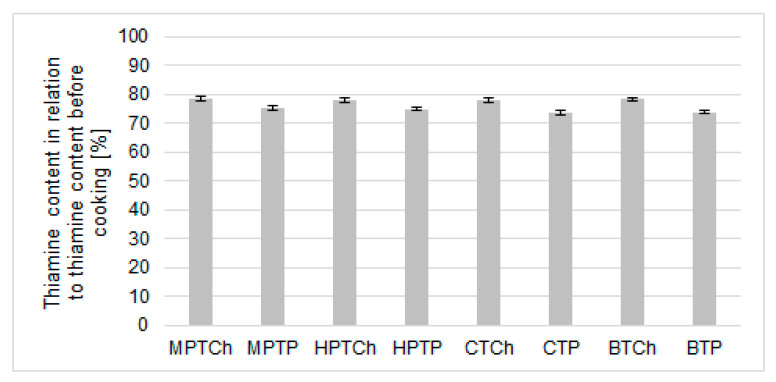 Thiamine content in relation
to thiamine content before
cooking [%]
100
90
80
70
60
50
40
30
20
10
0
MPTCh MPTP HPTCh HPTP CTCh CTP BTCh BTP